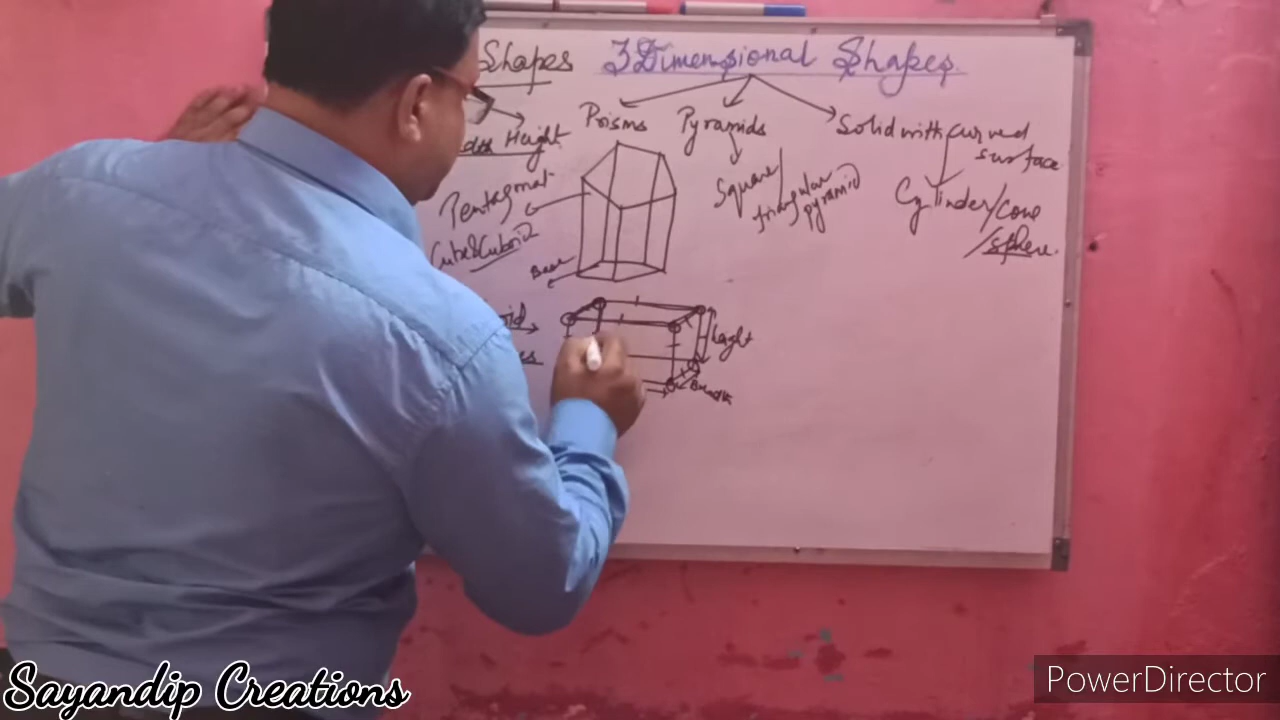 Shapes 3Dimensional Shapes
Height Prisms Pyramids Solid with curved
surface
Pentagonal Square/
triangular
pyramid
Cylinder/cone
/sphere.
Cube&Cuboid
Base
Height
Breadth
Sayandip Creations
PowerDirector